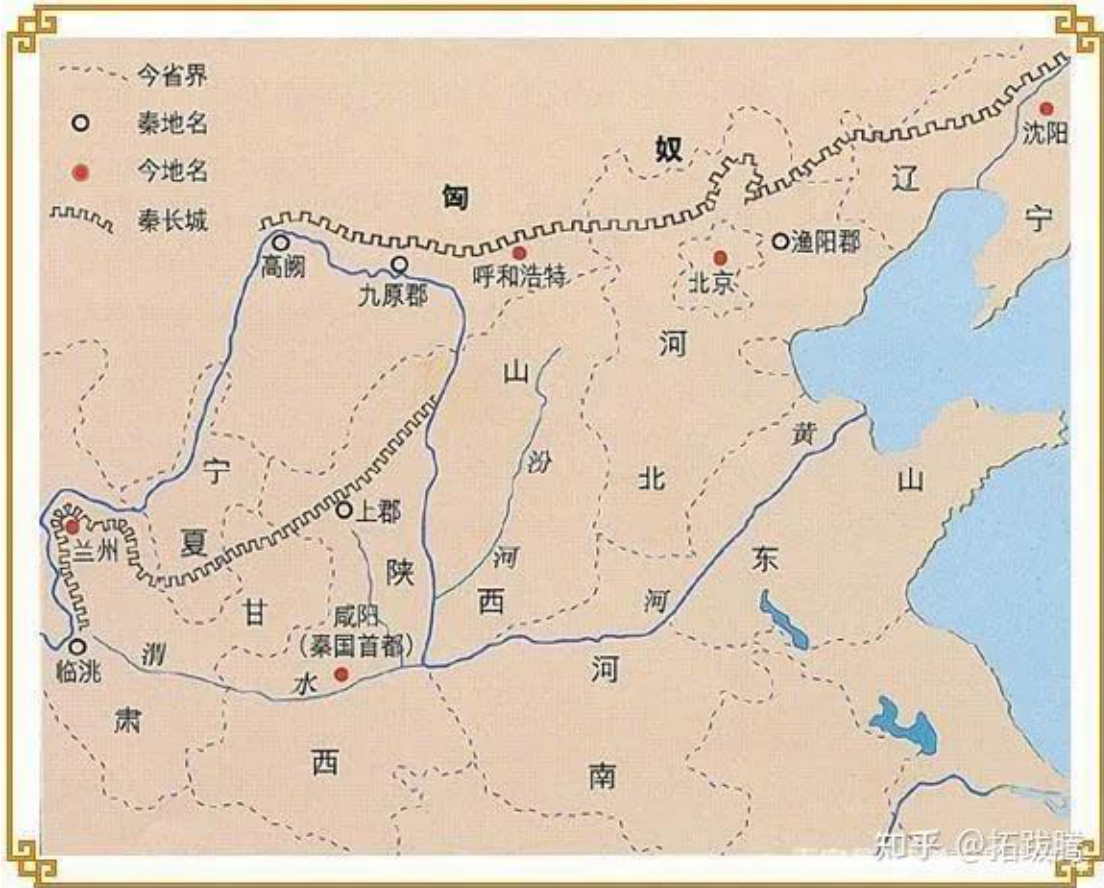 今省界
秦地名
今地名
秦长城
匈
奴
沈阳
辽
宁
高阙
九原郡
呼和浩特
北京
渔阳郡
河
山
汾
黄
宁
北
山
上郡
兰州
夏
陕
河
东
甘
咸阳
西
河
(秦国首都)
临洮
渭
水
河
肃
西
南
知乎 @拓跋腾